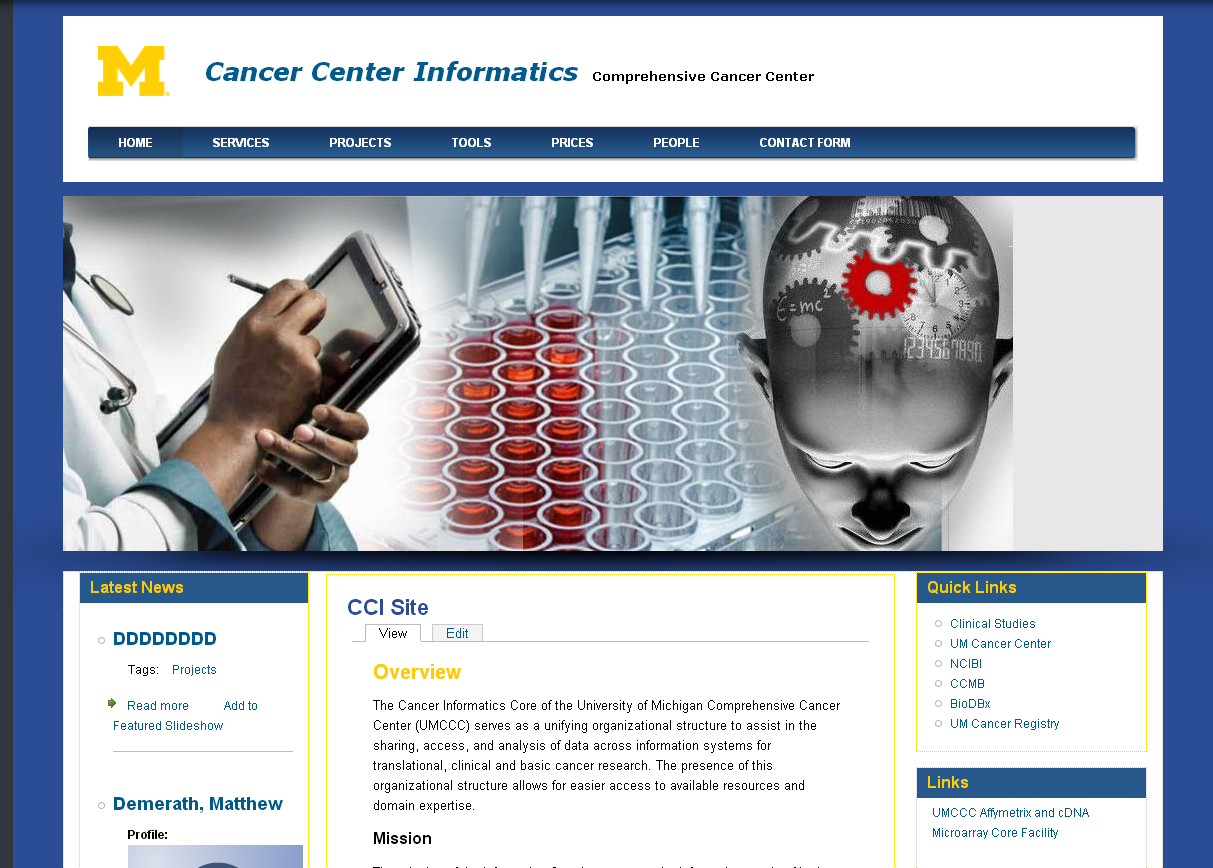 M
Cancer Center Informatics Comprehensive Cancer Center
HOME SERVICES PROJECTS TOOLS PRICES PEOPLE CONTACT FORM
E=mc²
Latest News
DDDDDDDD
Tags: Projects
Read more Add to
Featured Slideshow
Demerath, Matthew
Profile:
CCI Site
View Edit
Overview
The Cancer Informatics Core of the University of Michigan Comprehensive Cancer
Center (UMCCC) serves as a unifying organizational structure to assist in the
sharing, access, and analysis of data across information systems for
translational, clinical and basic cancer research. The presence of this
organizational structure allows for easier access to available resources and
domain expertise.
Mission
Quick Links
Clinical Studies
UM Cancer Center
NCIBI
CCMB
BioDBx
UM Cancer Registry
Links
UMCCC Affymetrix and cDNA
Microarray Core Facility